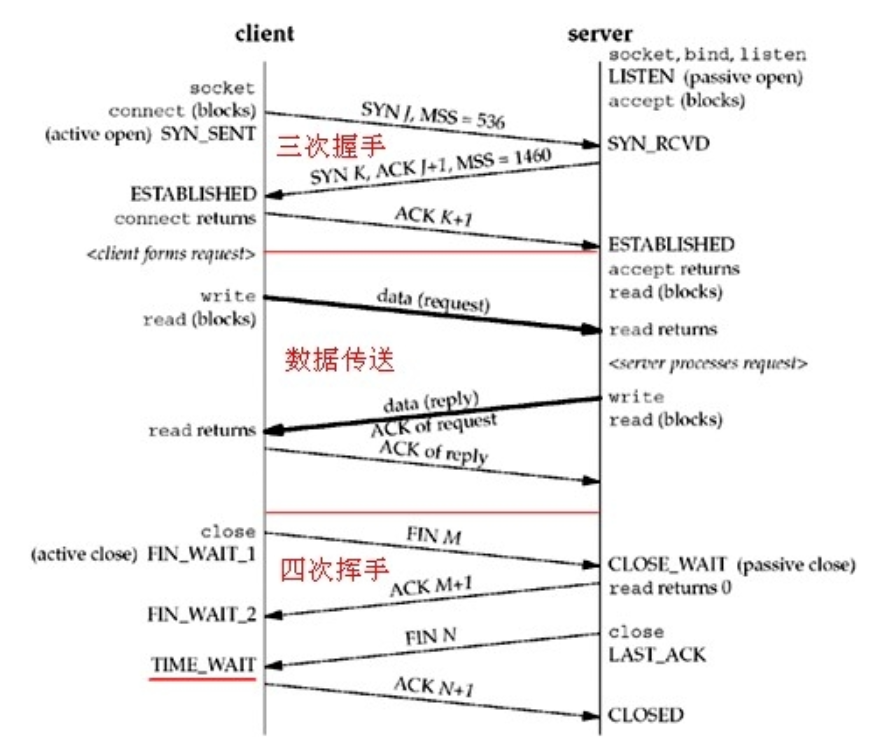 client
server
socket, bind, listen
LISTEN (passive open)
accept (blocks)
socket
connect (blocks)
(active open) SYN_SENT
SYN J, MSS = 536
三次握手
SYN_RCVD
SYN K, ACK J+1, MSS = 1460
ESTABLISHED
connect returns
ACK K+1
<client forms request>
ESTABLISHED
accept returns
read (blocks)
write
read (blocks)
data (request)
read returns
数据传送
<server processes request>
write
read (blocks)
data (reply)
ACK of request
read returns
ACK of reply
close
(active close) FIN_WAIT_1
FIN M
四次挥手
CLOSE_WAIT (passive close)
read returns 0
ACK M+1
FIN_WAIT_2
close
LAST_ACK
FIN N
TIME_WAIT
ACK N+1
CLOSED